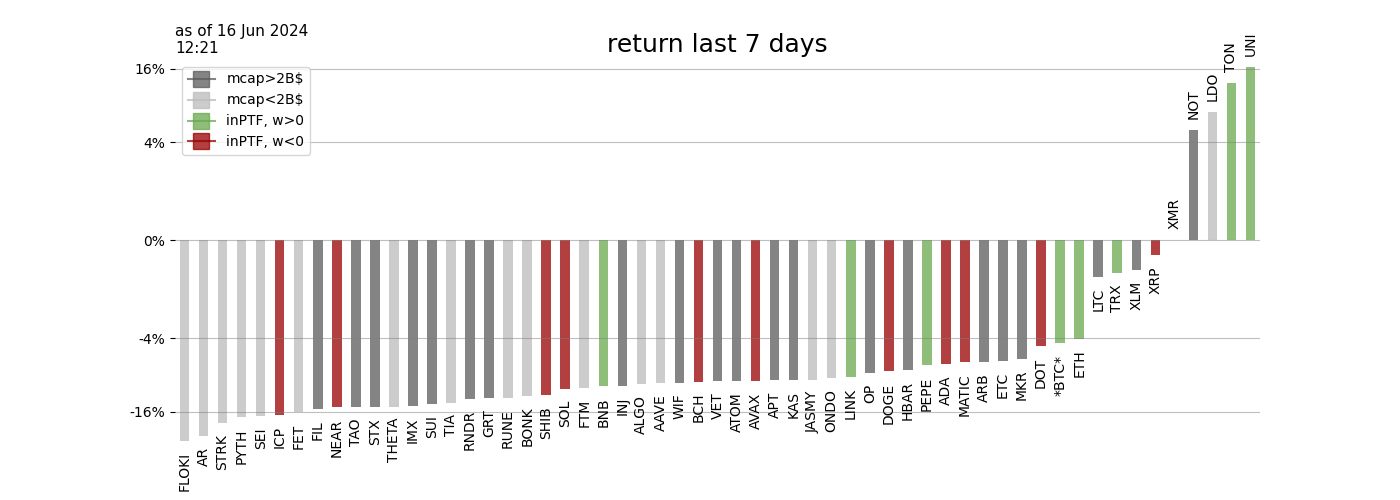 as of 16 Jun 2024
12:21
return last 7 days
16%
4%
0%
-4%
-16%
mcap>2B$
mcap<2B$
inPTF, w>0
inPTF, w<0
FLOKI
AR
STRK
PYTH
SEI
ICP
FET
FIL
NEAR
TAO
STX
THETA
IMX
SUI
TIA
RNDR
GRT
RUNE
BONK
SHIB
SOL
FTM
BNB
INJ
ALGO
AAVE
WIF
BCH
VET
ATOM
AVAX
APT
KAS
JASMY
ONDO
LINK
OP
DOGE
HBAR
PEPE
ADA
MATIC
ARB
ETC
MKR
DOT
*BTC*
ETH
LTC
TRX
XLM
XRP
XMR
NOT
LDO
TON
UNI